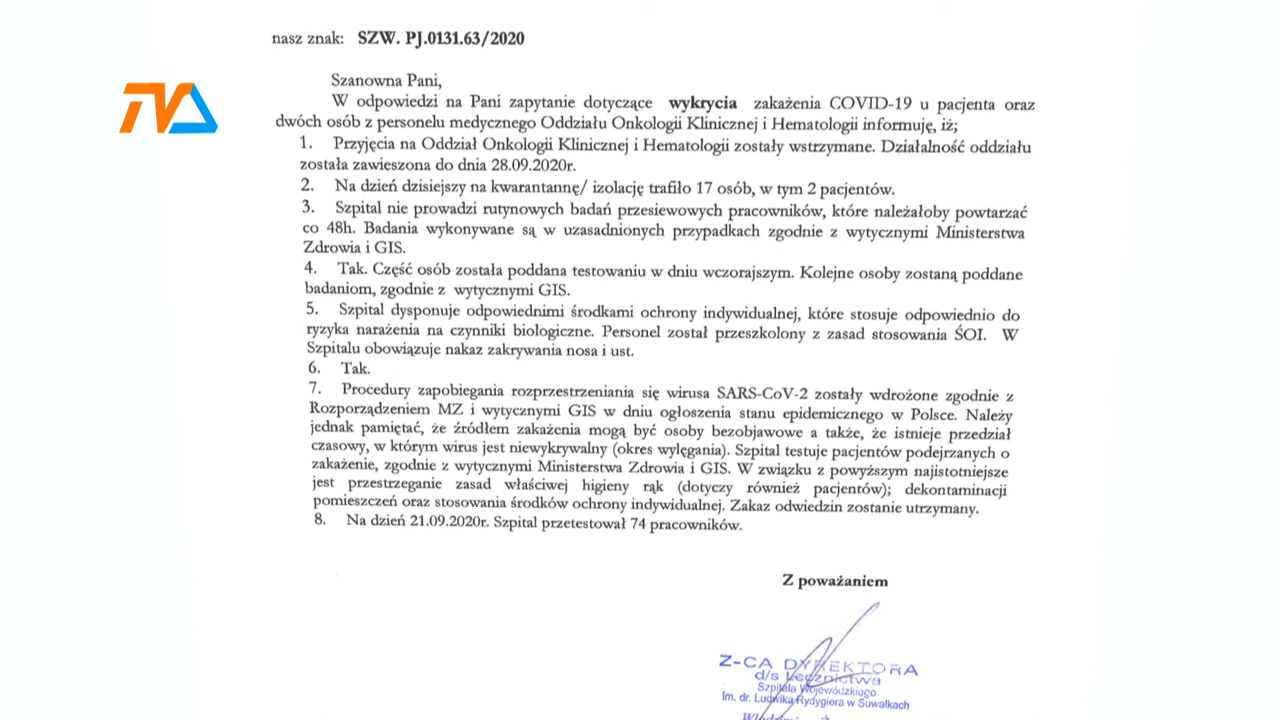 nasz znak: SZW. PJ.0131.63/2020
TVA
Szanowna Pani,
W odpowiedzi na Pani zapytanie dotyczące wykrycia zakażenia COVID-19 u pacjenta oraz
dwóch osób z personelu medycznego Oddziału Onkologii Klinicznej i Hematologii informuję, iż;
1. Przyjęcia na Oddział Onkologii Klinicznej i Hematologii zostały wstrzymane. Działalność oddziału
została zawieszona do dnia 28.09.2020r.
2. Na dzień dzisiejszy na kwarantannę/ izolację trafiło 17 osób, w tym 2 pacjentów.
3. Szpital nie prowadzi rutynowych badań przesiewowych pracowników, które należałoby powtarzać
co 48h. Badania wykonywane są w uzasadnionych przypadkach zgodnie z wytycznymi Ministerstwa
Zdrowia i GIS.
4. Tak. Część osób została poddana testowaniu w dniu wczorajszym. Kolejne osoby zostaną poddane
badaniom, zgodnie z wytycznymi GIS.
5. Szpital dysponuje odpowiednimi środkami ochrony indywidualnej, które stosuje odpowiednio do
ryzyka narażenia na czynniki biologiczne. Personel został przeszkolony z zasad stosowania ŚOI. W
Szpitalu obowiązuje nakaz zakrywania nosa i ust.
6. Tak.
7. Procedury zapobiegania rozprzestrzeniania się wirusa SARS-CoV-2 zostały wdrożone zgodnie z
Rozporządzeniem MZ i wytycznymi GIS w dniu ogłoszenia stanu epidemicznego w Polsce. Należy
jednak pamiętać, że źródłem zakażenia mogą być osoby bezobjawowe a także, że istnieje przedział
czasowy, w którym wirus jest niewykrywalny (okres wylęgania). Szpital testuje pacjentów podejrzanych o
zakażenie, zgodnie z wytycznymi Ministerstwa Zdrowia i GIS. W związku z powyższym najistotniejsze
jest przestrzeganie zasad właściwej higieny rąk (dotyczy również pacjentów); dekontaminacji
pomieszczeń oraz stosowania środków ochrony indywidualnej. Zakaz odwiedzin zostanie utrzymany.
8. Na dzień 21.09.2020r. Szpital przetestował 74 pracowników.
Z poważaniem
Z-CA DYREKTORA
d/s Lecznictwa
Szpitala Wojewódzkiego
Im. dr. Ludwika Rydygiera w Suwałkach